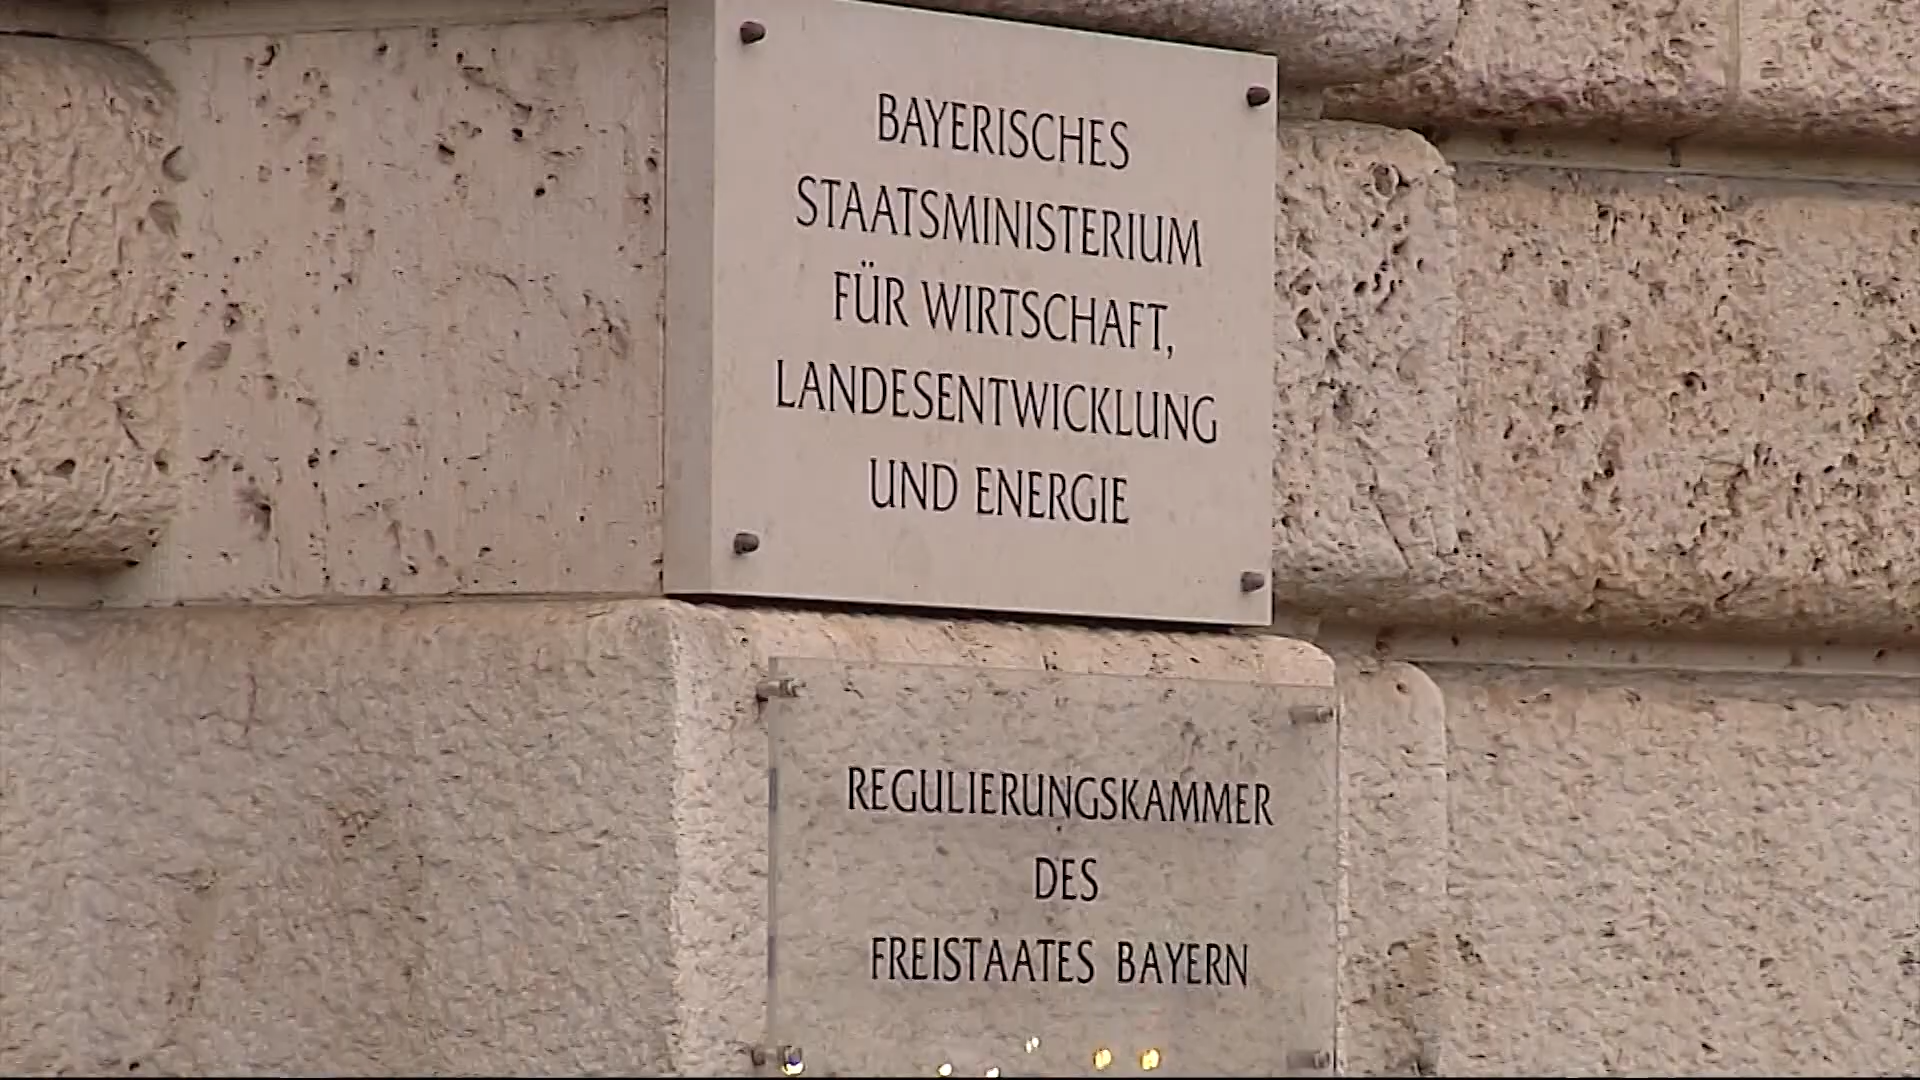 BAYERISCHES
STAATSMINISTERIUM
FÜR WIRTSCHAFT,
LANDESENTWICKLUNG
UND ENERGIE
REGULIERUNGSKAMMER
DES
FREISTAATES BAYERN